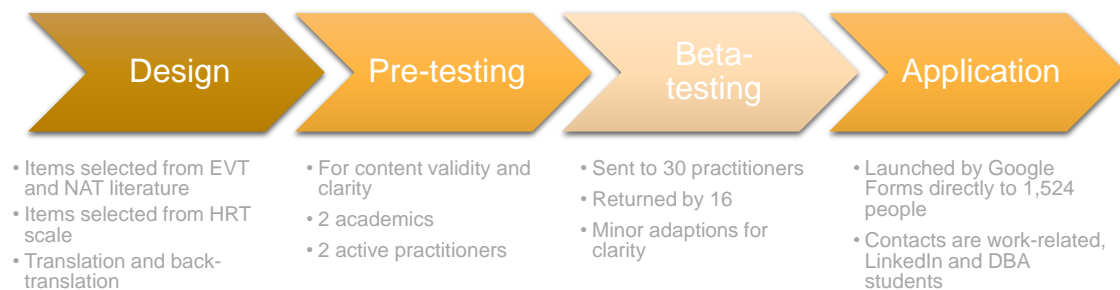 Design
Pre-testing
Beta-
testing
Application
• Items selected from EVT
and NAT literature
• Items selected from HRT
scale
• Translation and back-
translation
• For content validity and
clarity
• 2 academics
• 2 active practitioners
• Sent to 30 practitioners
• Returned by 16
• Minor adaptions for
clarity
• Launched by Google
Forms directly to 1,524
people
• Contacts are work-related,
LinkedIn and DBA
students